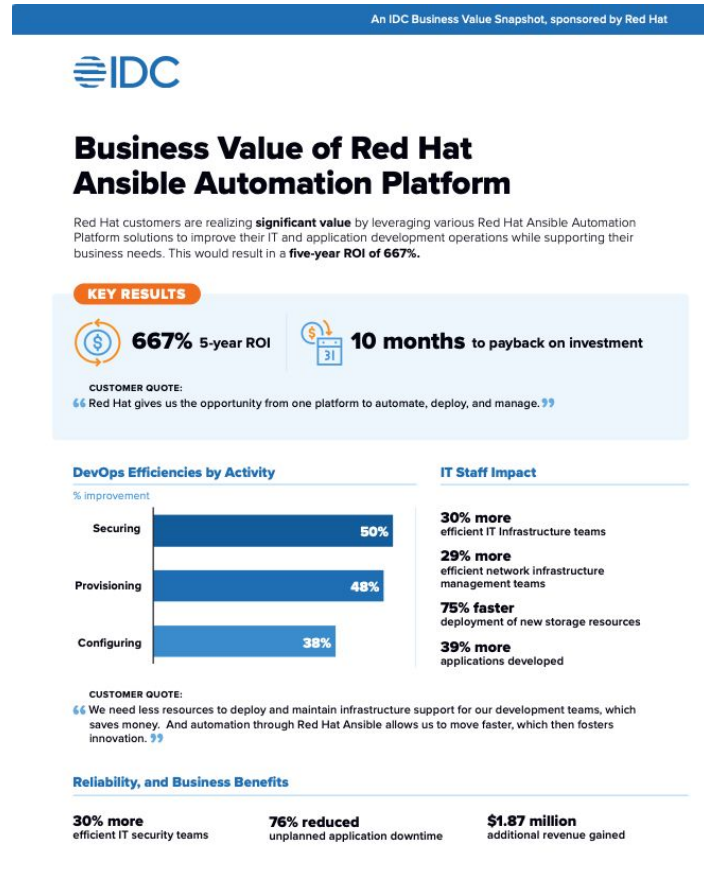 An IDC Business Value Snapshot, sponsored by Red Hat
IDC
Business Value of Red Hat
Ansible Automation Platform
Red Hat customers are realizing significant value by leveraging various Red Hat Ansible Automation
Platform solutions to improve their IT and application development operations while supporting their
business needs. This would result in a five-year ROI of 667%.
KEY RESULTS
$ 667% 5-year ROI
$ 31 10 months to payback on investment
CUSTOMER QUOTE:
“ Red Hat gives us the opportunity from one platform to automate, deploy, and manage. ”
DevOps Efficiencies by Activity
% improvement
Securing 50%
Provisioning 48%
Configuring 38%
IT Staff Impact
30% more
efficient IT Infrastructure teams
29% more
efficient network infrastructure
management teams
75% faster
deployment of new storage resources
39% more
applications developed
CUSTOMER QUOTE:
“ We need less resources to deploy and maintain infrastructure support for our development teams, which
saves money. And automation through Red Hat Ansible allows us to move faster, which then fosters
innovation. ”
Reliability, and Business Benefits
30% more
efficient IT security teams
76% reduced
unplanned application downtime
$1.87 million
additional revenue gained